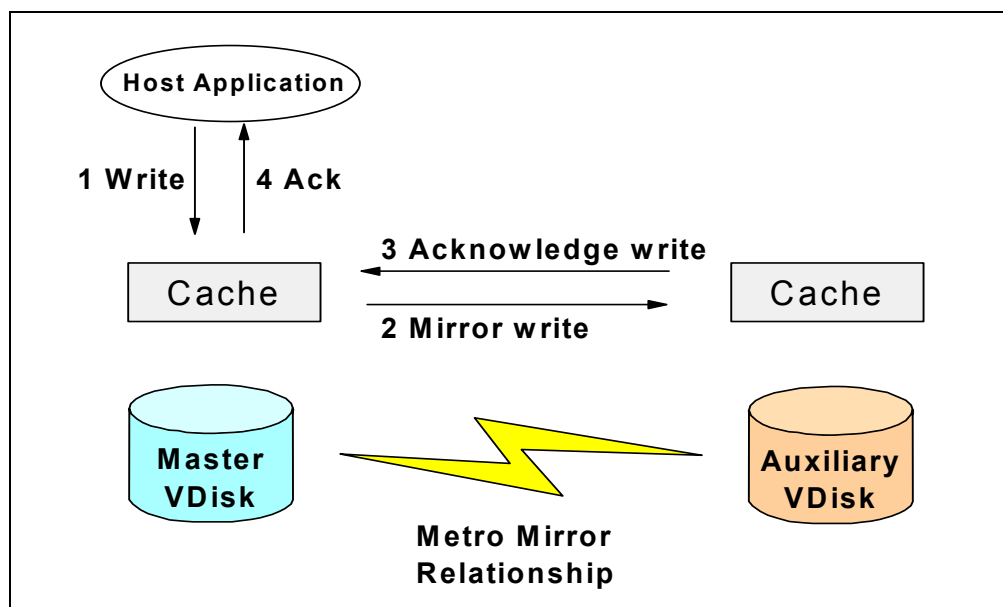 Host Application
1 Write
4 Ack
3 Acknowledge write
Cache
Cache
2 Mirror write
Master
VDisk
Auxiliary
VDisk
Metro Mirror
Relationship